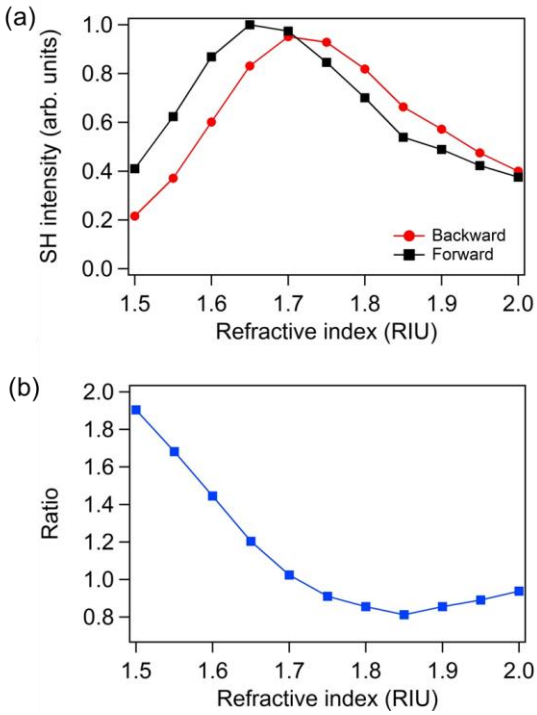 (a)
SH intensity (arb. units)
1.0
0.8
0.6
0.4
0.2
0.0
Backward
Forward
1.5 1.6 1.7 1.8 1.9 2.0
Refractive index (RIU)
(b)
Ratio
2.0
1.8
1.6
1.4
1.2
1.0
0.8
1.5 1.6 1.7 1.8 1.9 2.0
Refractive index (RIU)